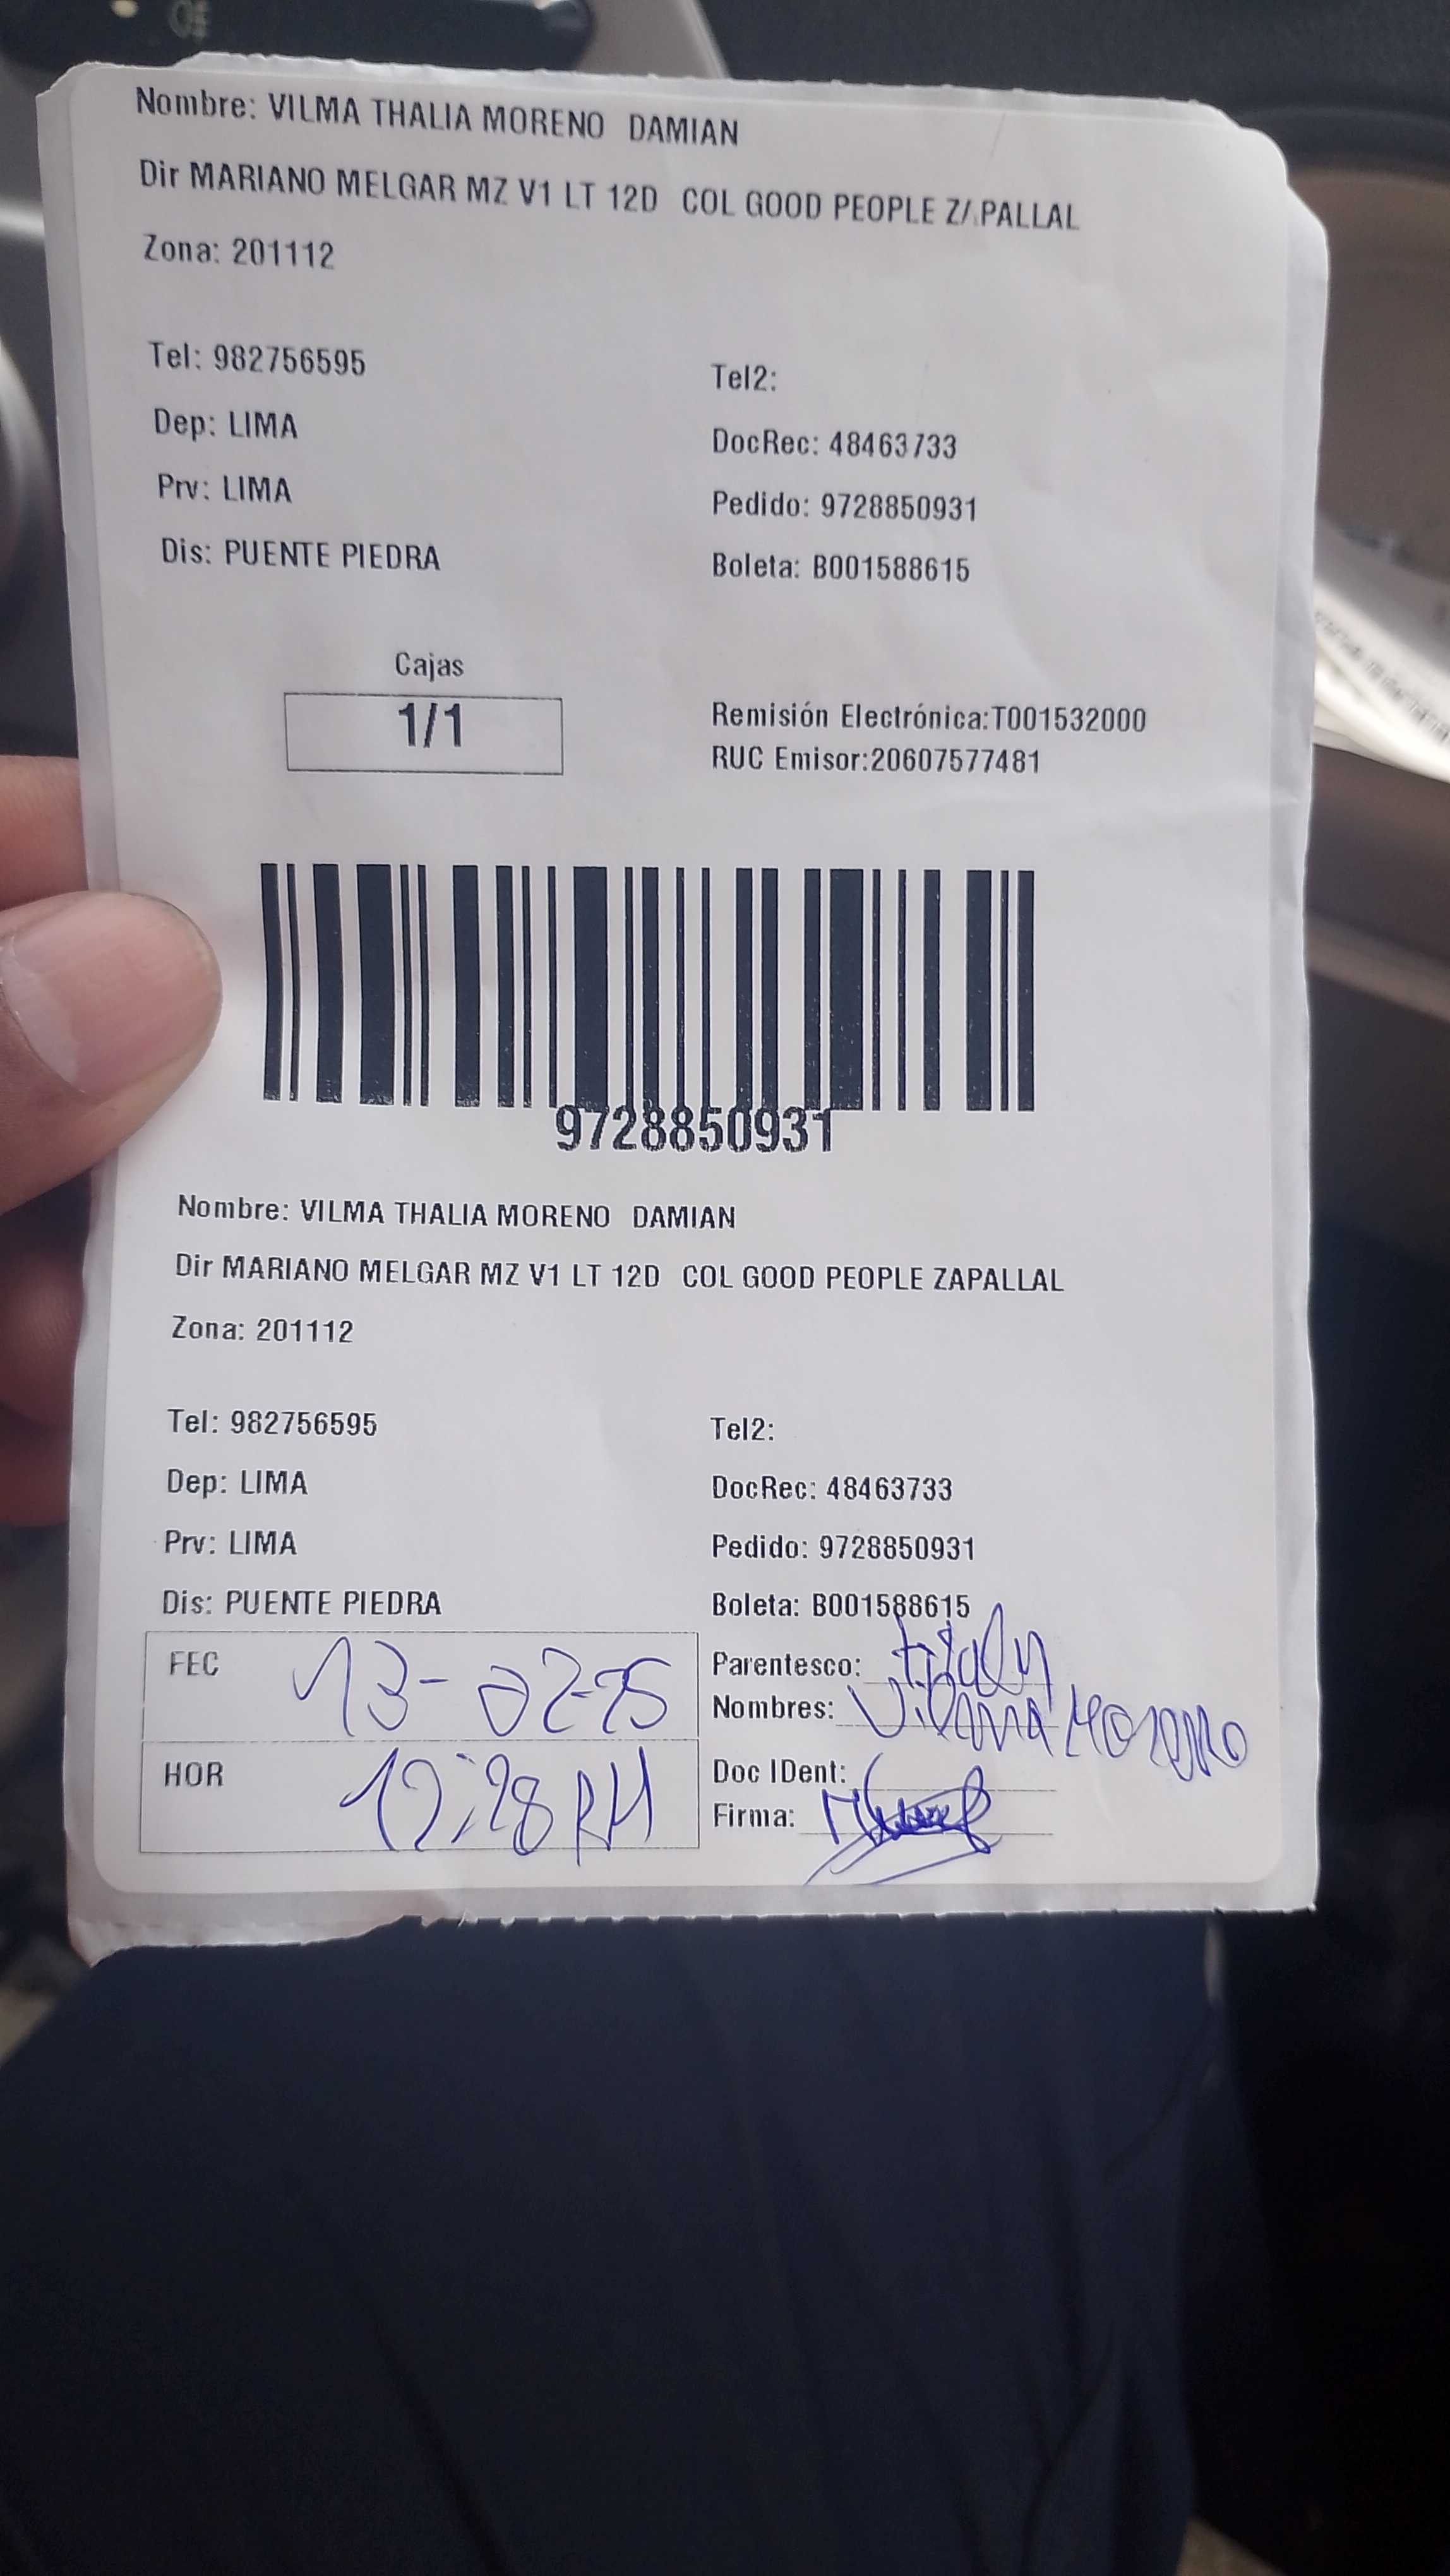 Nombre: VILMA THALIA MORENO DAMIAN
Dir MARIANO MELGAR MZ V1 LT 12D COL GOOD PEOPLE ZAPALLAL
Zona: 201112
Tel: 982756595 Tel2:
Dep: LIMA DocRec: 48463733
Prv: LIMA Pedido: 9728850931
Dis: PUENTE PIEDRA Boleta: B001588615
Cajas
1/1
Remisión Electrónica:T001532000
RUC Emisor:20607577481
9728850931
Nombre: VILMA THALIA MORENO DAMIAN
Dir MARIANO MELGAR MZ V1 LT 12D COL GOOD PEOPLE ZAPALLAL
Zona: 201112
Tel: 982756595 Tel2:
Dep: LIMA DocRec: 48463733
Prv: LIMA Pedido: 9728850931
Dis: PUENTE PIEDRA Boleta: B001588615
FEC 13-02-25 Parentesco:
Nombres: Vilma Moreno
HOR Doc IDent:
Firma: